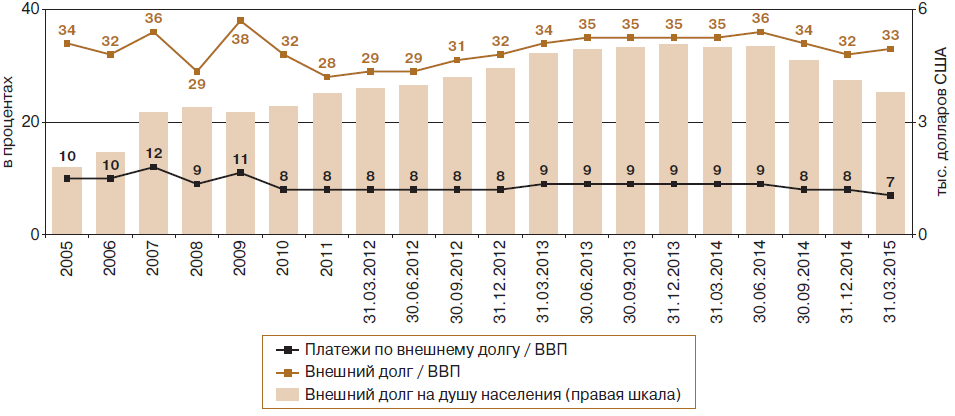 40
20
0
в процентах
6
3
0
тыс. долларов США
34 32 36 29 38 32 28 29 29 31 32 34 35 35 35 35 36 34 32 33
10 10 12 9 11 8 8 8 8 8 8 9 9 9 9 9 9 8 8 7
2005 2006 2007 2008 2009 2010 2011 31.03.2012 30.06.2012 30.09.2012 31.12.2012 31.03.2013 30.06.2013 30.09.2013 31.12.2013 31.03.2014 30.06.2014 30.09.2014 31.12.2014 31.03.2015
Платежи по внешнему долгу / ВВП
Внешний долг / ВВП
Внешний долг на душу населения (правая шкала)